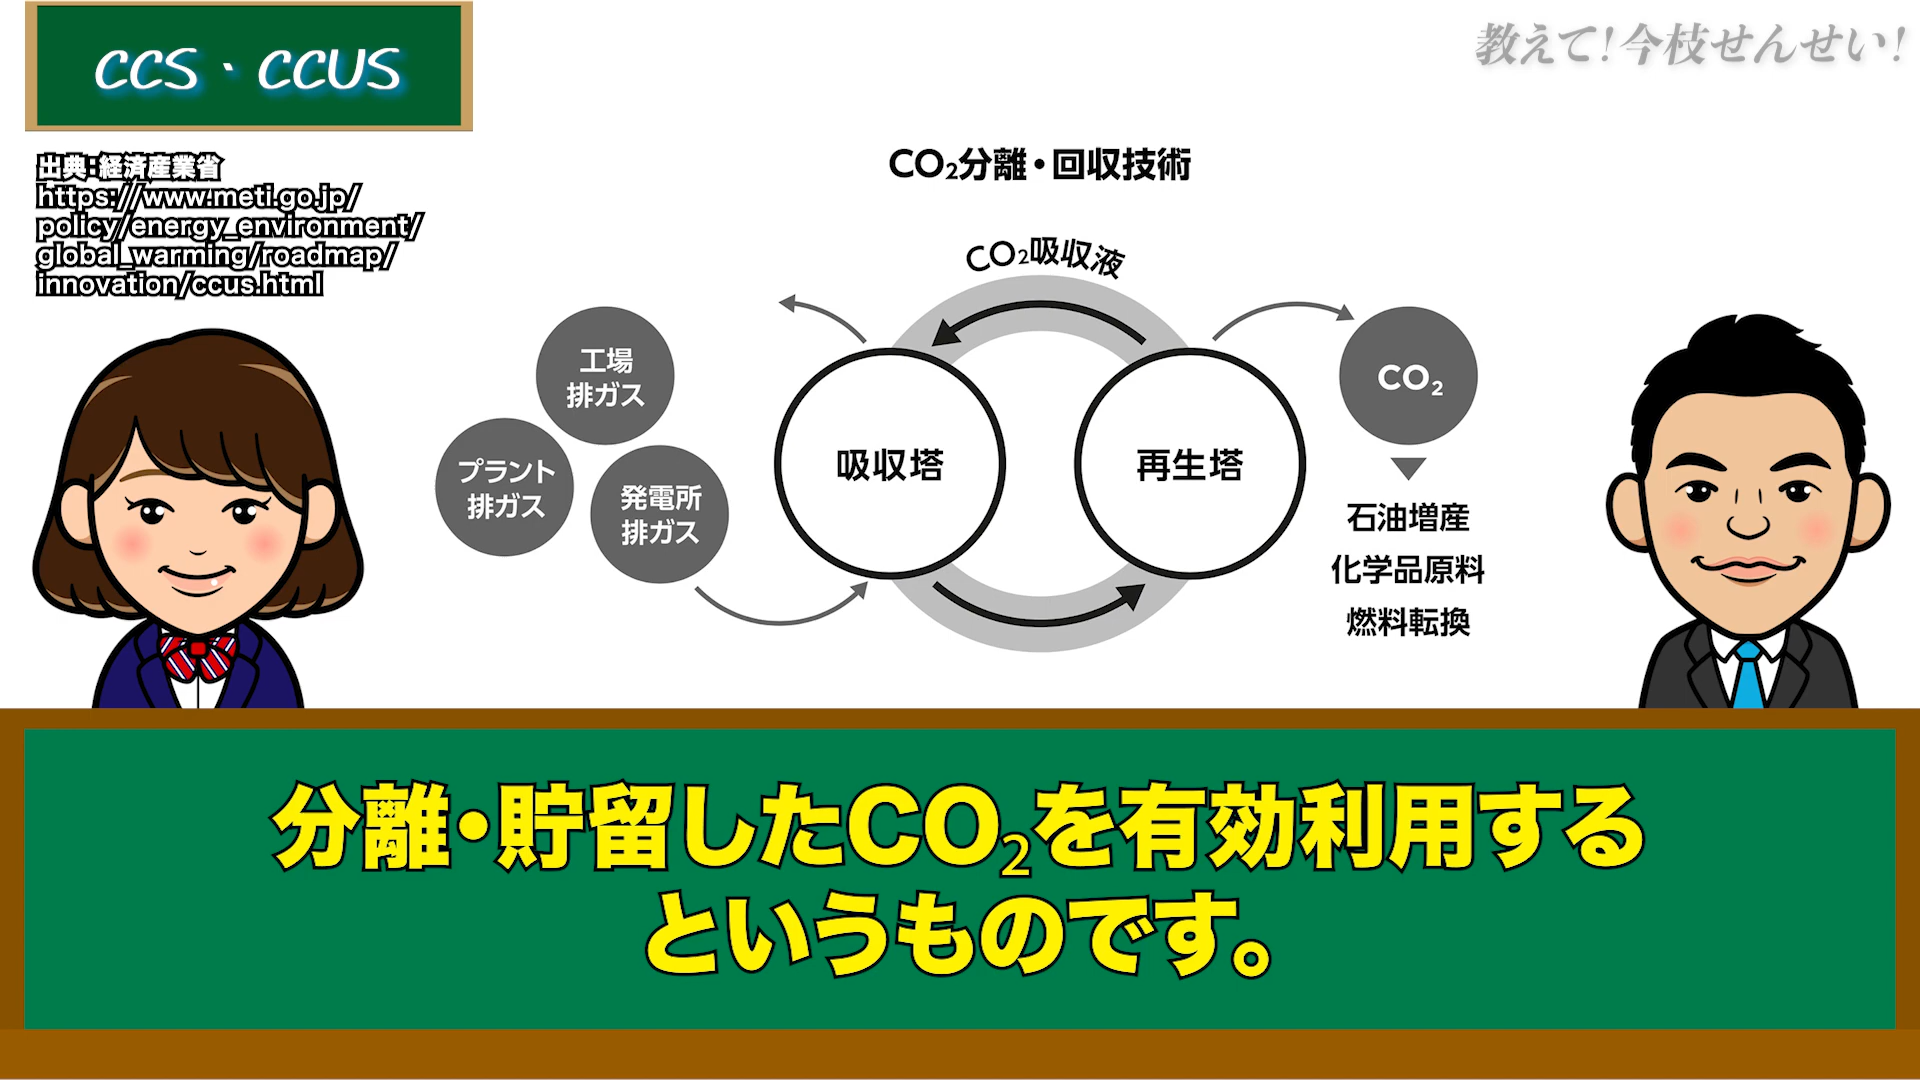 CCS・CCUS
教えて!今枝せんせい!
出典:経済産業省
https://www.meti.go.jp/
policy/energy_environment/
global_warming/roadmap/
innovation/ccus.html
CO₂分離・回収技術
CO₂吸収液
工場
排ガス
プラント
排ガス
発電所
排ガス
吸収塔
再生塔
CO₂
石油増産
化学品原料
燃料転換
分離・貯留したCO₂を有効利用する
というものです。